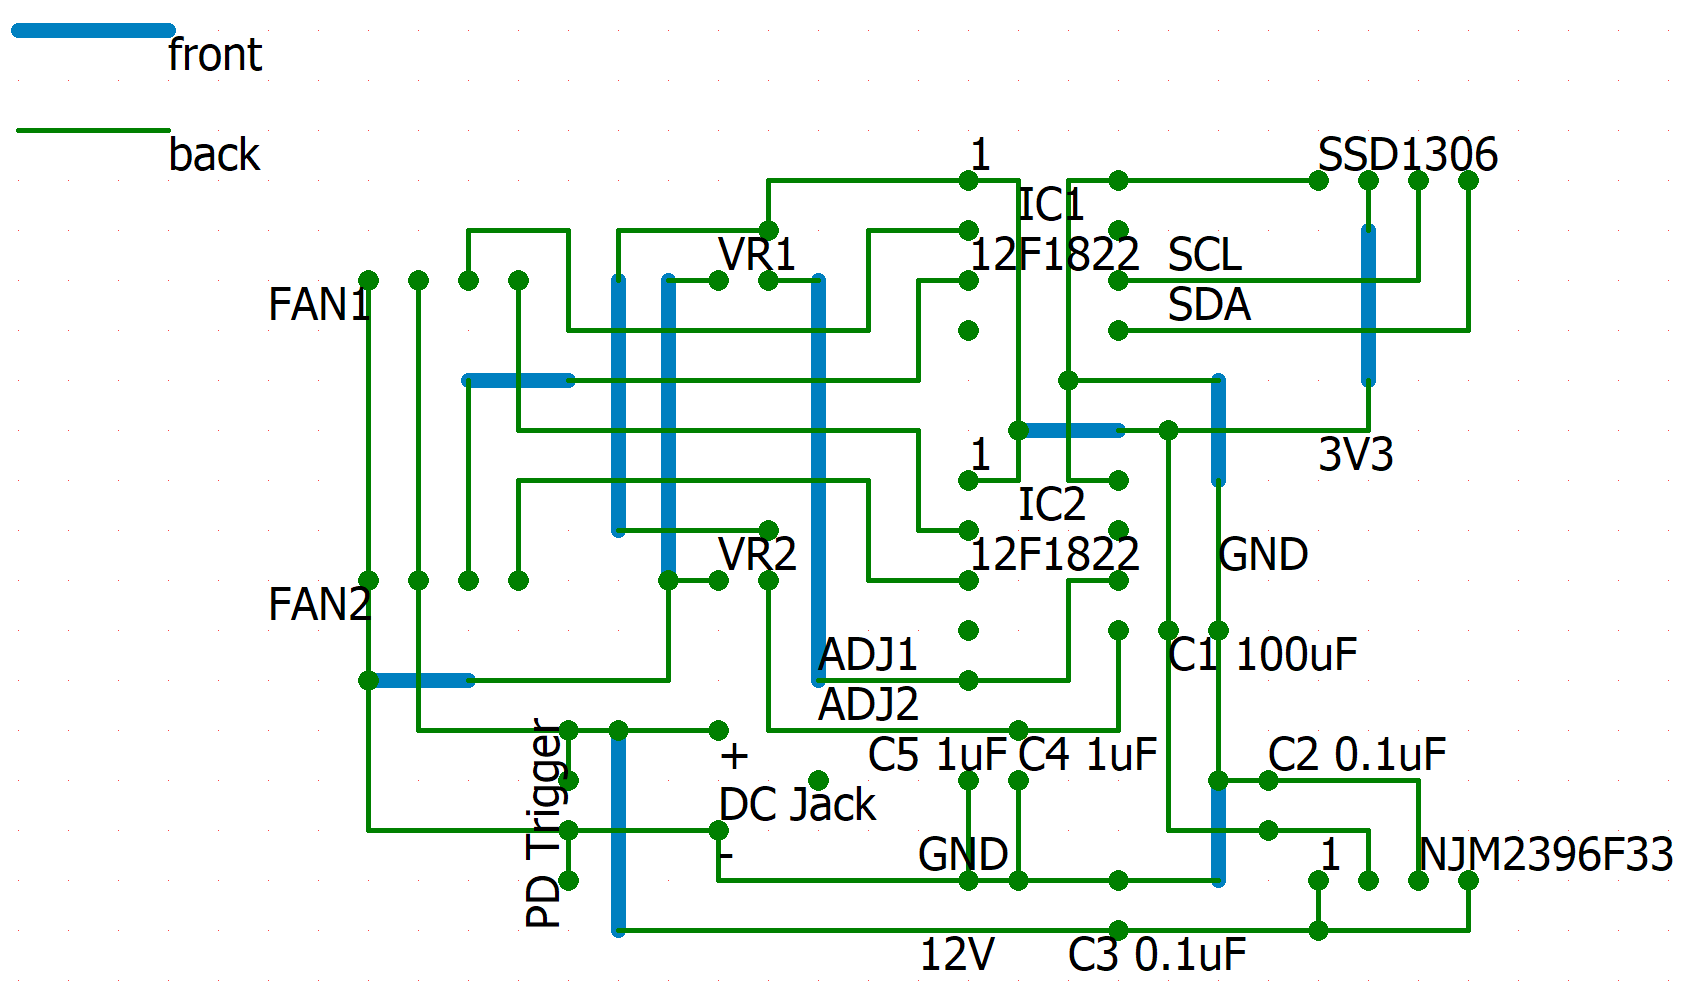 front
back
1
SSD1306
IC1
VR1
12F1822
SCL
FAN1
SDA
1
3V3
IC2
VR2
12F1822
GND
FAN2
ADJ1
C1 100uF
ADJ2
PD Trigger
+
C5 1uF
C4 1uF
C2 0.1uF
DC Jack
-
GND
1
NJM2396F33
12V
C3 0.1uF